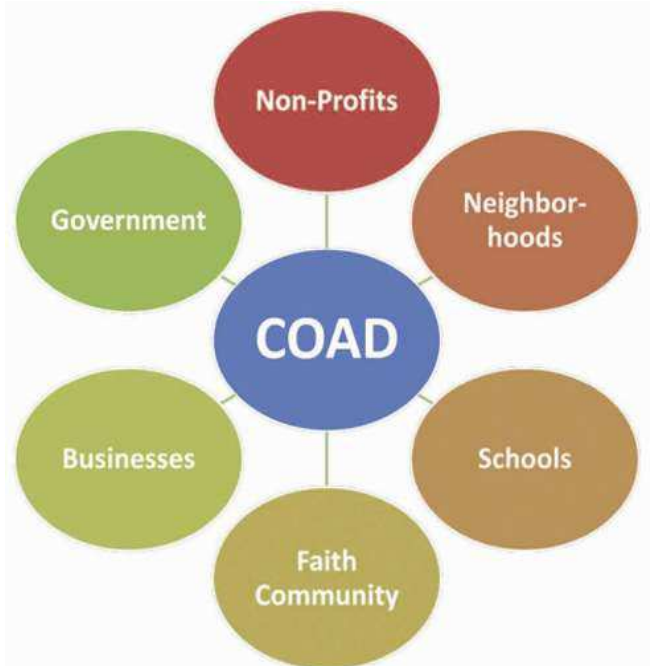 Non-Profits
Government
Neighbor-
hoods
COAD
Businesses
Schools
Faith
Community